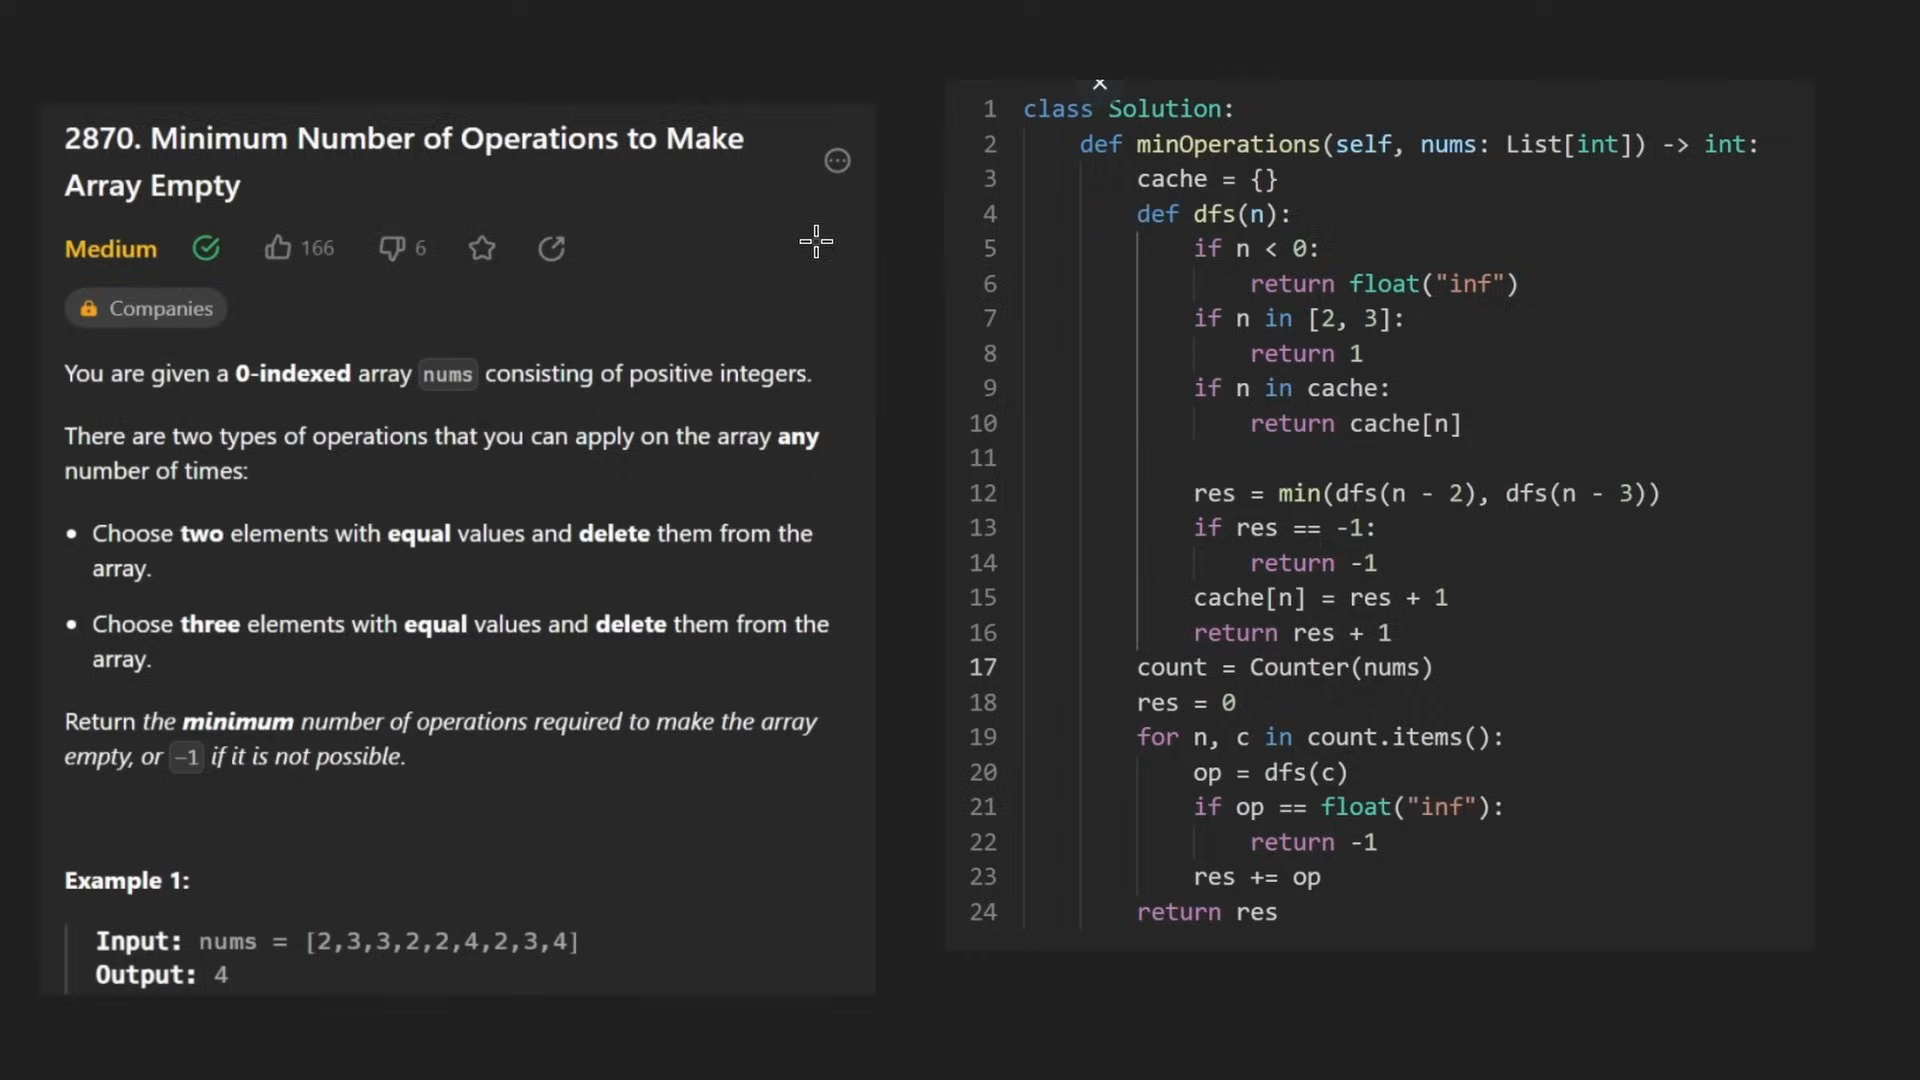 2870. Minimum Number of Operations to Make
Array Empty
Medium 166 6
Companies
You are given a 0-indexed array nums consisting of positive integers.
There are two types of operations that you can apply on the array any
number of times:
• Choose two elements with equal values and delete them from the
array.
• Choose three elements with equal values and delete them from the
array.
Return the minimum number of operations required to make the array
empty, or -1 if it is not possible.
Example 1:
Input: nums = [2,3,3,2,2,4,2,3,4]
Output: 4
1 class Solution:
2 def minOperations(self, nums: List[int]) -> int:
3 cache = {}
4 def dfs(n):
5 if n < 0:
6 return float("inf")
7 if n in [2, 3]:
8 return 1
9 if n in cache:
10 return cache[n]
11
12 res = min(dfs(n - 2), dfs(n - 3))
13 if res == -1:
14 return -1
15 cache[n] = res + 1
16 return res + 1
17 count = Counter(nums)
18 res = 0
19 for n, c in count.items():
20 op = dfs(c)
21 if op == float("inf"):
22 return -1
23 res += op
24 return res